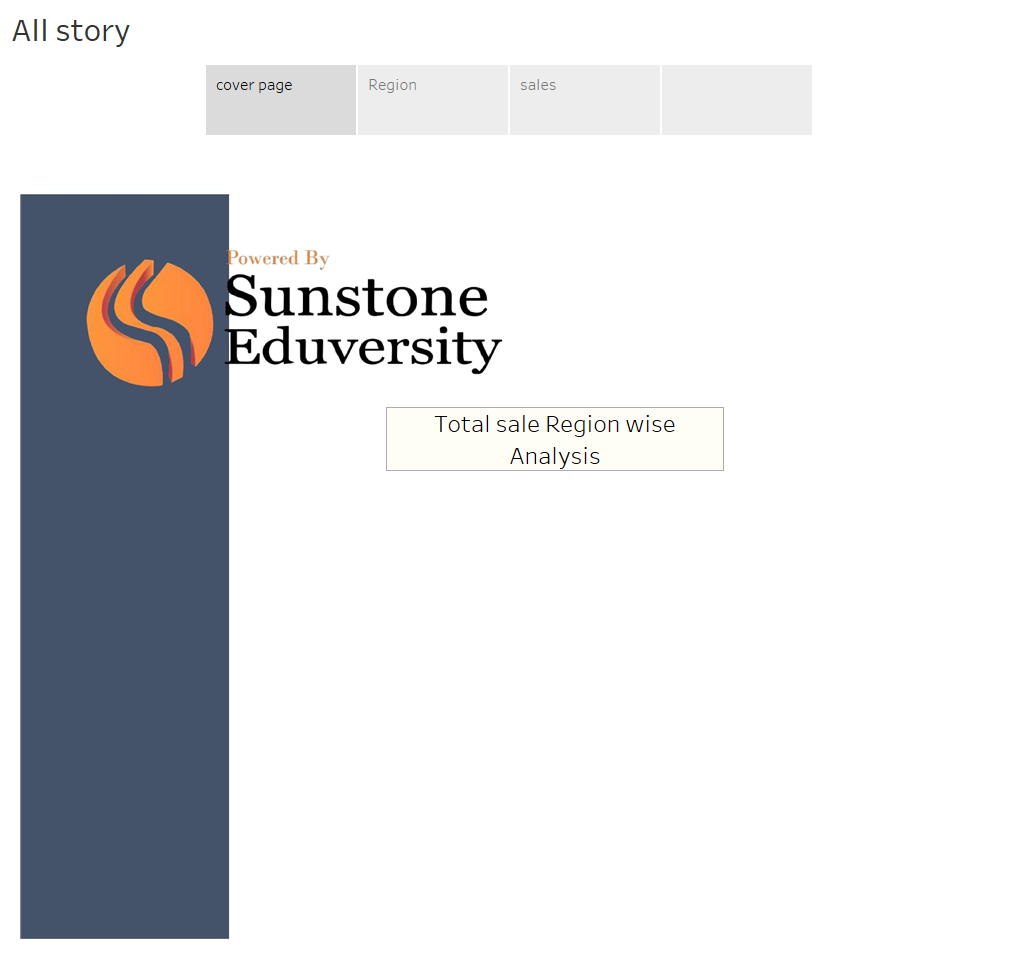 All story
cover page
Region
sales
Powered By
Sunstone
Eduversity
Total sale Region wise
Analysis